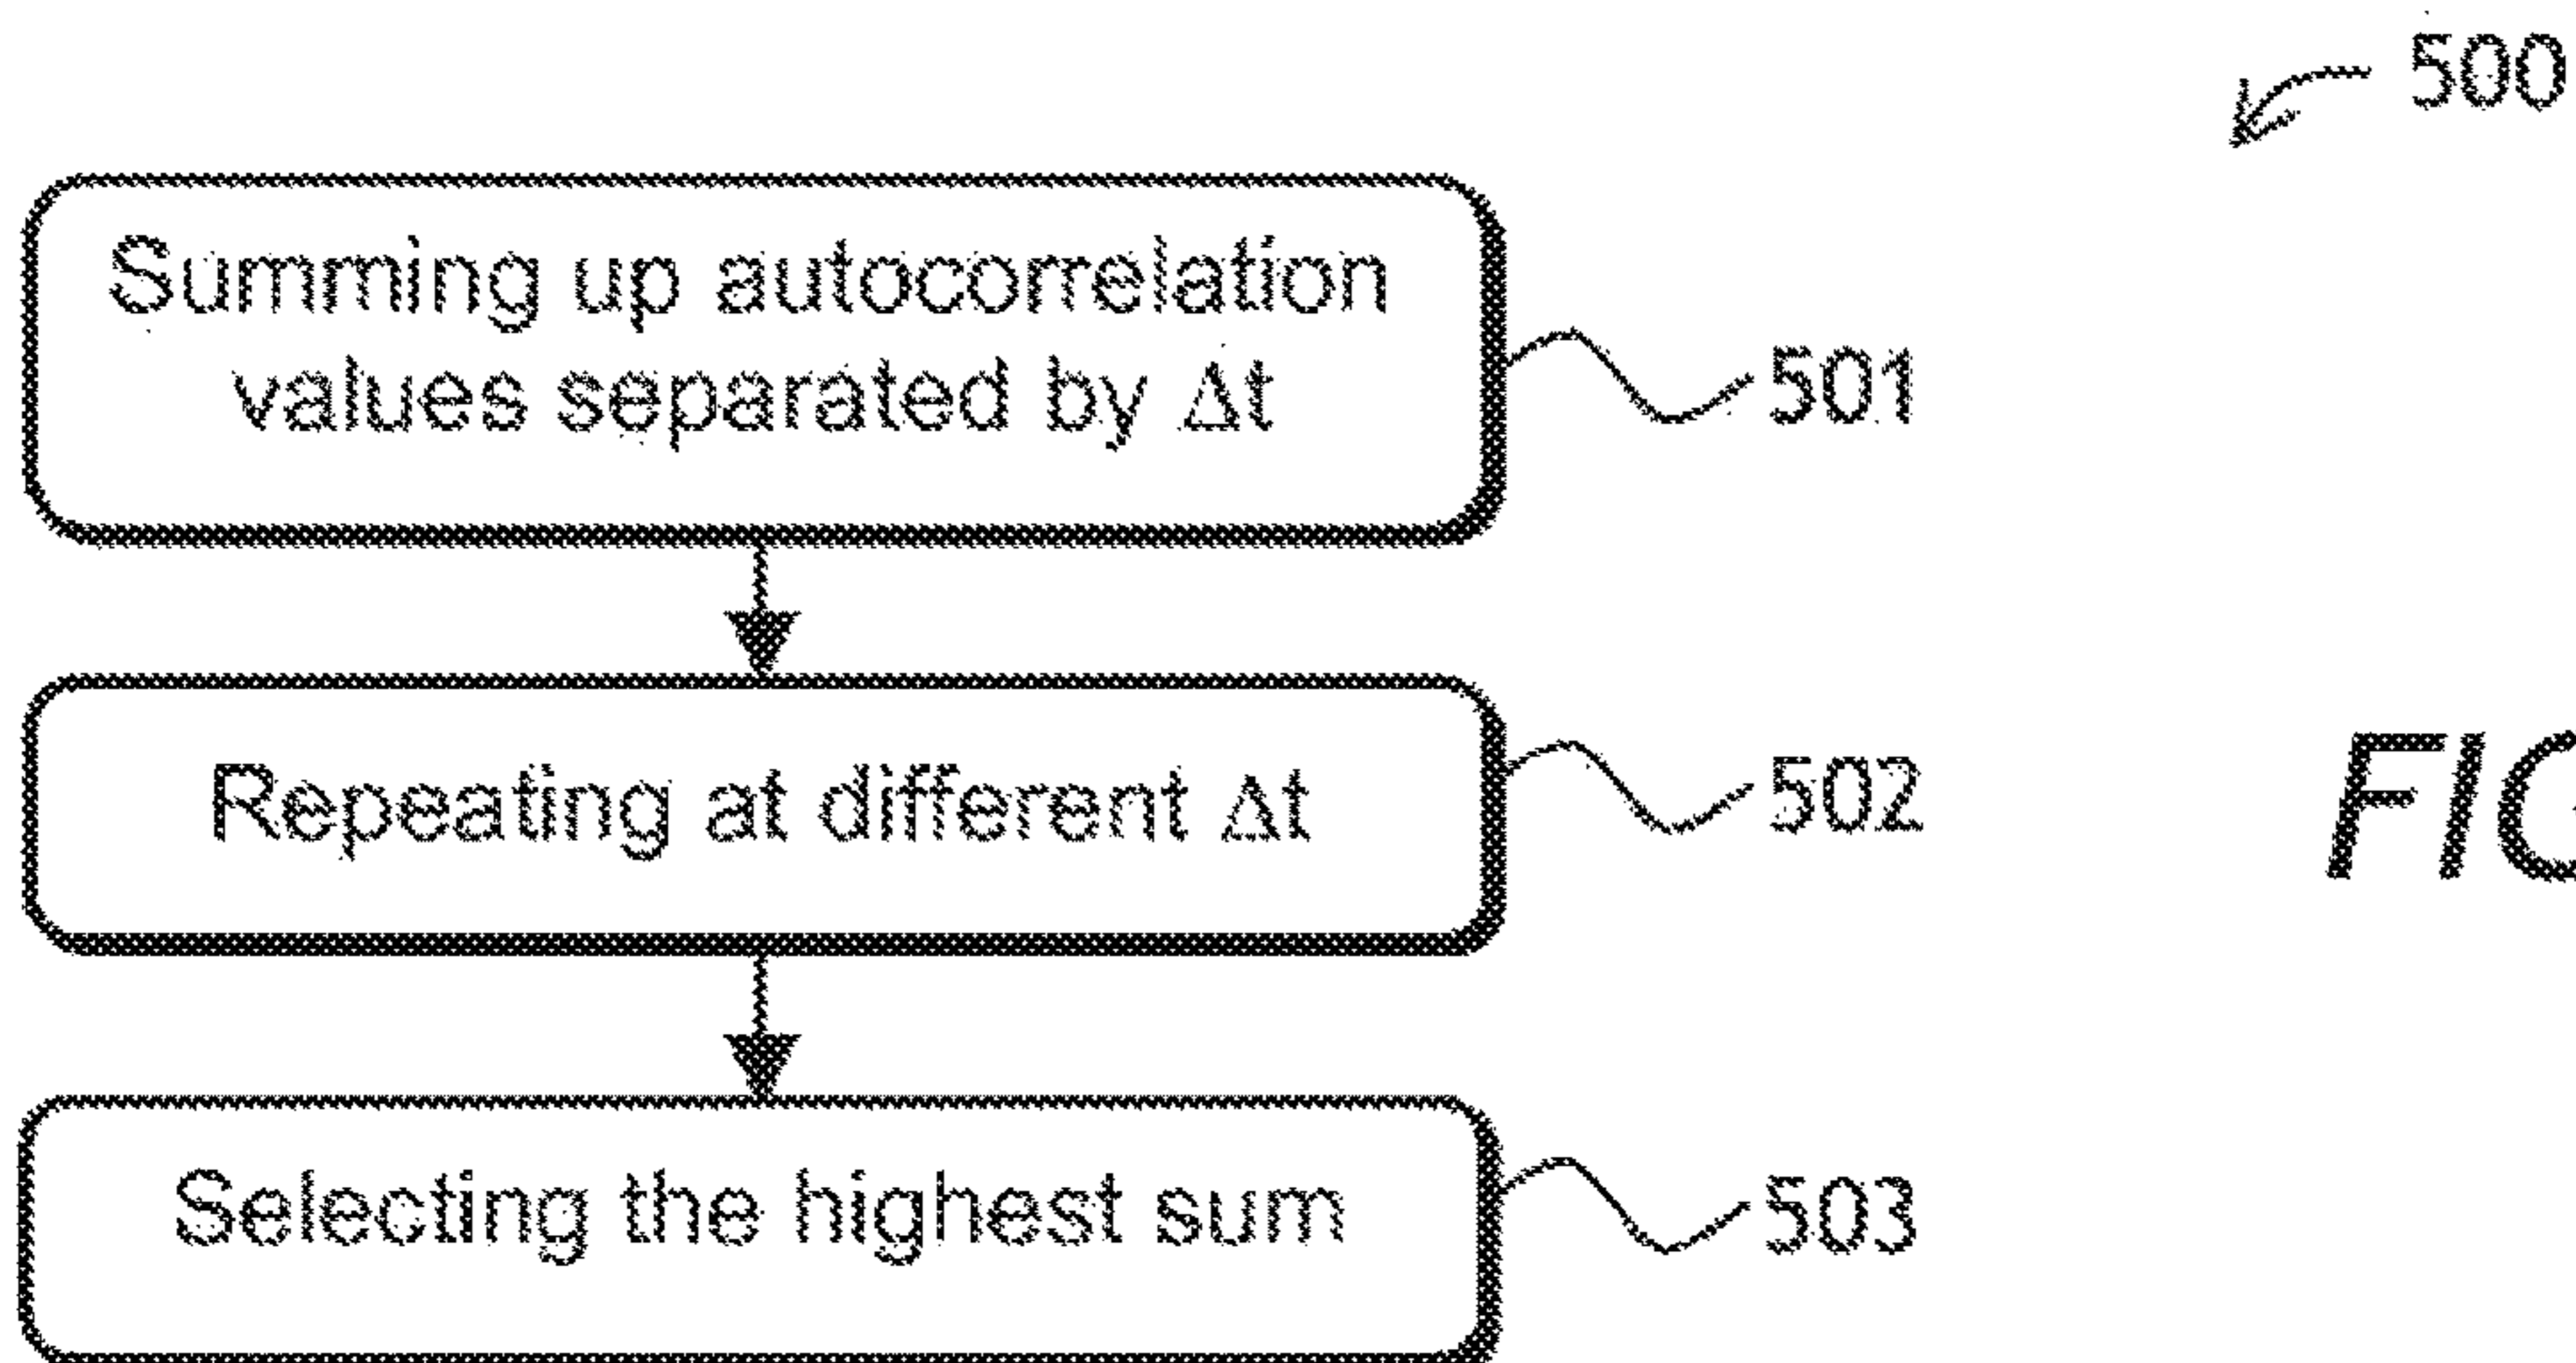 500
Summing up autocorrelation
values separated by Δt
501
Repeating at different Δt
502
Selecting the highest sum
503